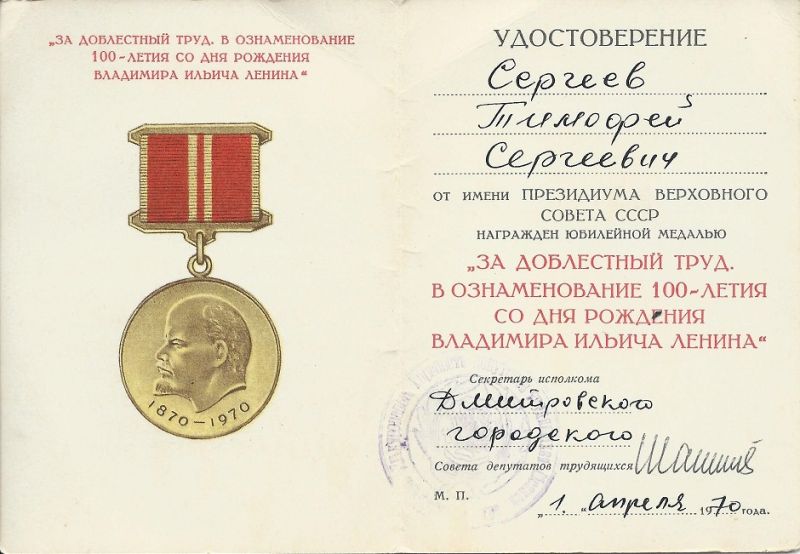 „ЗА ДОБЛЕСТНЫЙ ТРУД. В ОЗНАМЕНОВАНИЕ
100-ЛЕТИЯ СО ДНЯ РОЖДЕНИЯ
ВЛАДИМИРА ИЛЬИЧА ЛЕНИНА“
1870-1970
УДОСТОВЕРЕНИЕ
Сергеев
Тимофей
Сергеевич
ОТ ИМЕНИ ПРЕЗИДИУМА ВЕРХОВНОГО
СОВЕТА СССР
НАГРАЖДЕН ЮБИЛЕЙНОЙ МЕДАЛЬЮ
„ЗА ДОБЛЕСТНЫЙ ТРУД.
В ОЗНАМЕНОВАНИЕ 100-ЛЕТИЯ
СО ДНЯ РОЖДЕНИЯ
ВЛАДИМИРА ИЛЬИЧА ЛЕНИНА“
Секретарь исполкома
Дмитровского
городского
Совета депутатов трудящихся
М. П.
„1.“ апреля 1970 года.